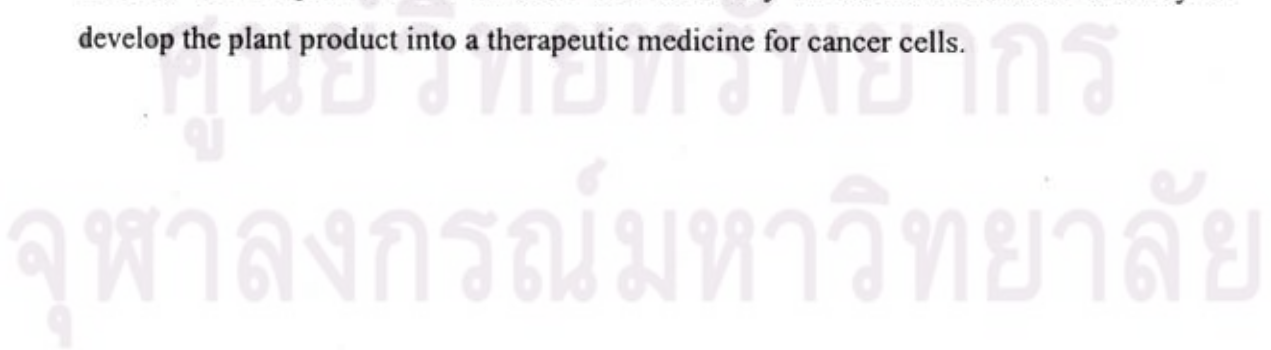 develop the plant product into a therapeutic medicine for cancer cells.
ศูนย์วิทยทรัพยากร
จุฬาลงกรณ์มหาวิทยาลัย